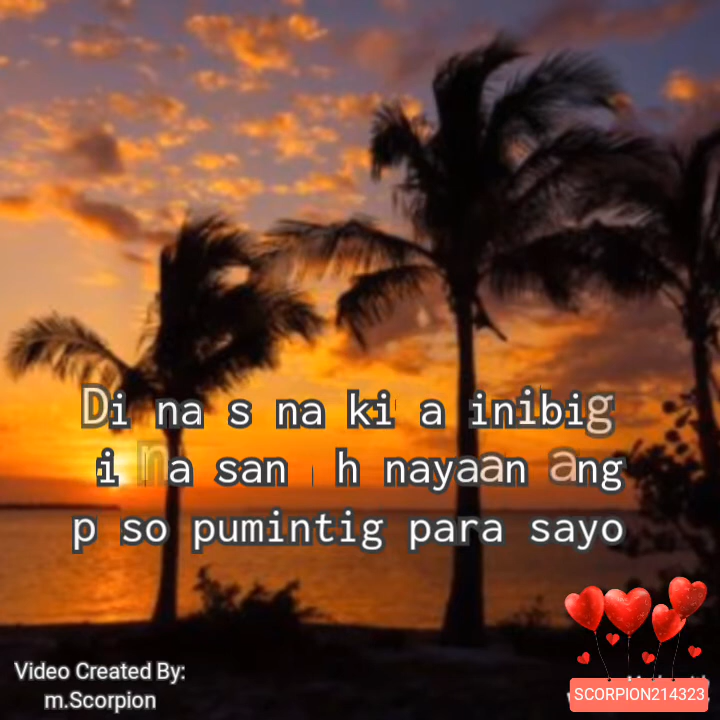 Di na s na ki a inibig
i na san h nayaan ang
p so pumintig para sayo
Video Created By:
m.Scorpion
SCORPION214323